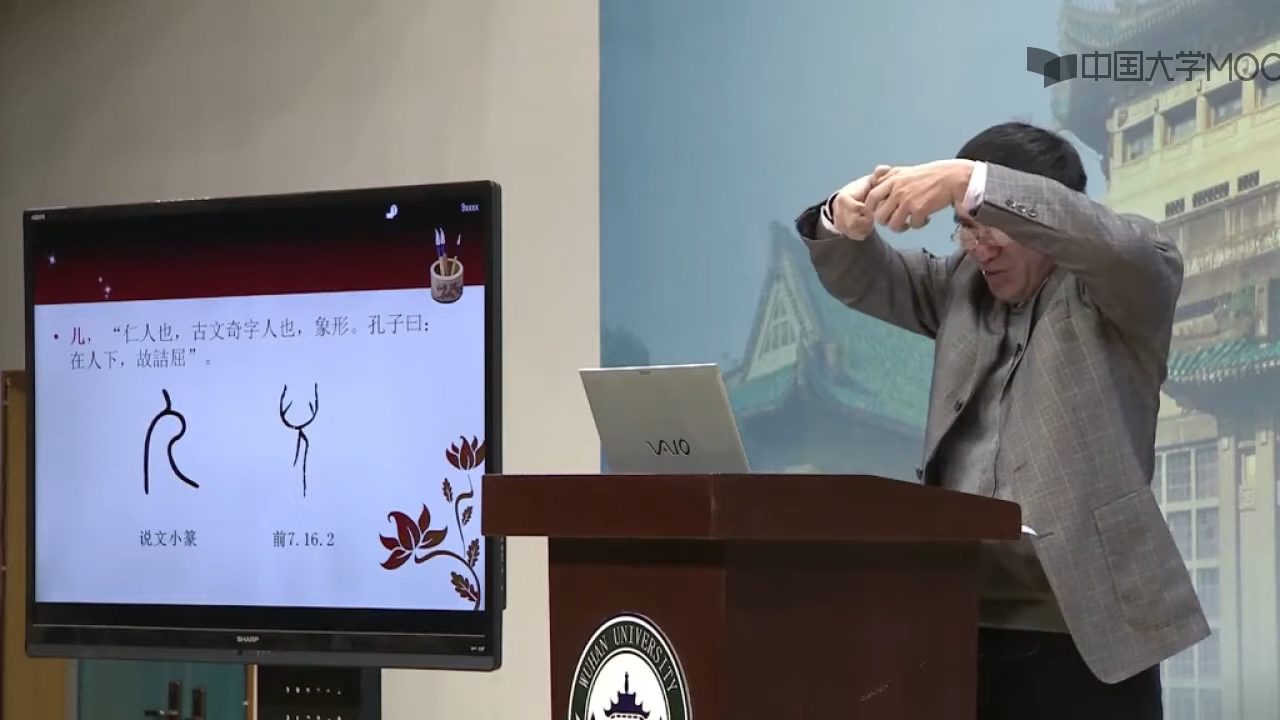 中国大学MOO
儿，“仁人也，古文奇字人也，象形。孔子曰：
在人下，故詰屈”。
说文小篆
前7.16.2
SHARP
VAIO
WUHAN UNIVERSITY